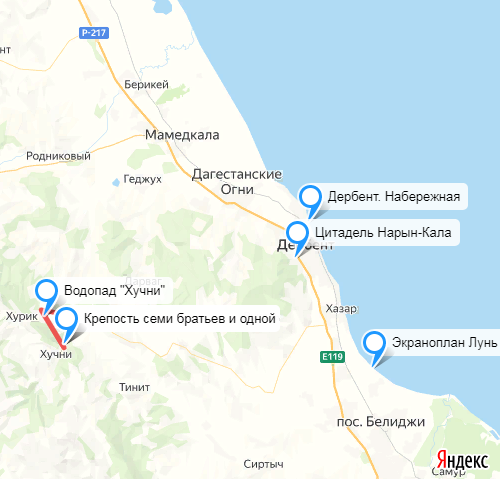 Р-217
Берикей
Мамедкала
Родниковый
Геджух
Дагестанские
Огни
Дербент. Набережная
Цитадель Нарын-Кала
Дербент
Водопад "Хучни"
Хурик
Крепость семи братьев и одной
Хазар
Хучни
Экраноплан Лунь
Е119
Тинит
пос. Белиджи
Сиртыч
Яндекс
Самур